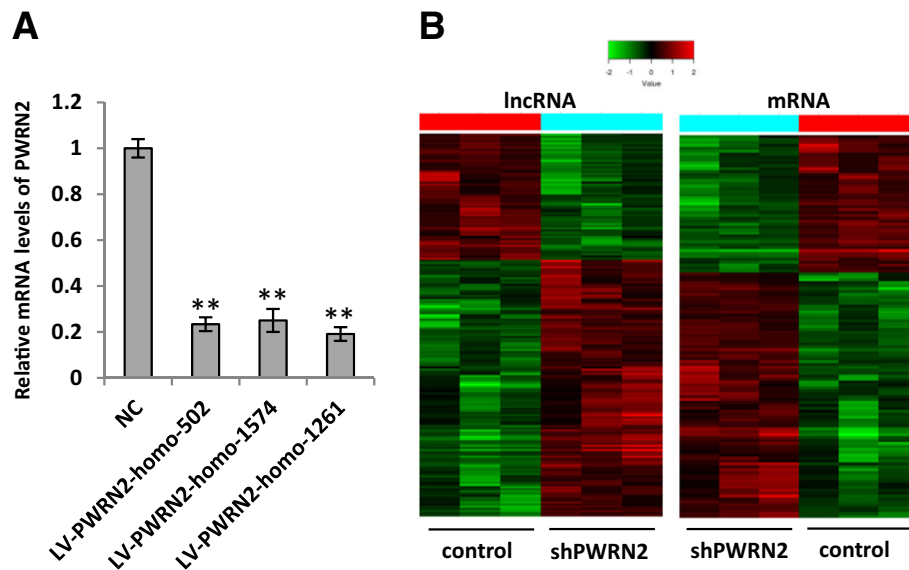 A
Relative mRNA levels of PWRN2
1.2
1
0.8
0.6
0.4
0.2
0
**
**
**
NC
LV-PWRN2-homo-502
LV-PWRN2-homo-1574
LV-PWRN2-homo-1261
B
-2 -1 0 1 2
Value
lncRNA mRNA
control shPWRN2 shPWRN2 control